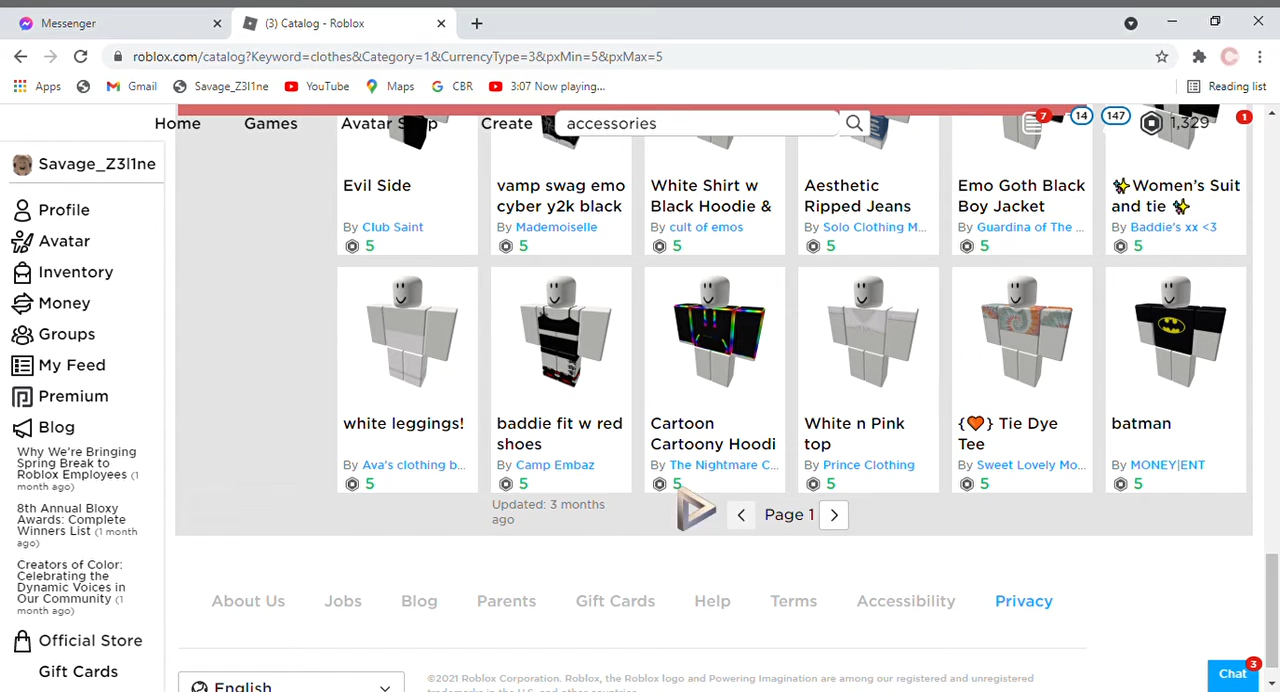 Messenger
(3) Catalog - Roblox
roblox.com/catalog?Keyword=clothes&Category=1&CurrencyType=3&pxMin=5&pxMax=5
Apps
Gmail
Savage_Z3l1ne
YouTube
Maps
CBR
3:07 Now playing...
Reading list
Home
Games
Avatar Shop
Create
accessories
7
14
147
1,329
1
Savage_Z3l1ne
Profile
Avatar
Inventory
Money
Groups
My Feed
Premium
Blog
Why We're Bringing
Spring Break to
Roblox Employees (1
month ago)
8th Annual Bloxy
Awards: Complete
Winners List (1 month
ago)
Creators of Color:
Celebrating the
Dynamic Voices in
Our Community (1
month ago)
Official Store
Gift Cards
Evil Side
By Club Saint
5
vamp swag emo
cyber y2k black
By Mademoiselle
5
White Shirt w
Black Hoodie &
By cult of emos
5
Aesthetic
Ripped Jeans
By Solo Clothing M...
5
Emo Goth Black
Boy Jacket
By Guardina of The ...
5
✨Women's Suit
and tie ✨
By Baddie's xx <3
5
white leggings!
By Ava's clothing b...
5
baddie fit w red
shoes
By Camp Embaz
5
Updated: 3 months
ago
Cartoon
Cartoony Hoodi
By The Nightmare C...
5
White n Pink
top
By Prince Clothing
5
{🧡} Tie Dye
Tee
By Sweet Lovely Mo...
5
batman
By MONEY|ENT
5
Page 1
About Us
Jobs
Blog
Parents
Gift Cards
Help
Terms
Accessibility
Privacy
English
©2021 Roblox Corporation. Roblox, the Roblox logo and Powering Imagination are among our registered and unregistered
trademarks in the U.S. and other countries.
Chat
3